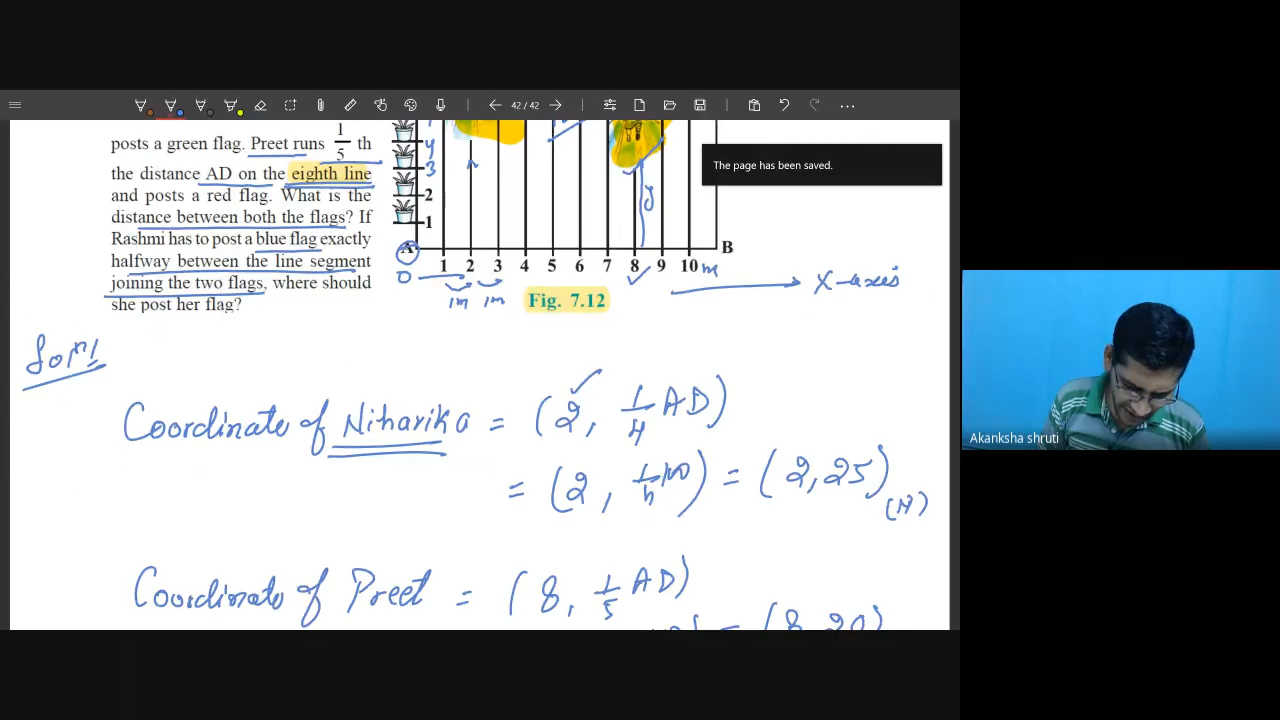 42 / 42
posts a green flag. Preet runs 1/5 th
the distance AD on the eighth line
and posts a red flag. What is the
distance between both the flags? If
Rashmi has to post a blue flag exactly
halfway between the line segment
joining the two flags, where should
she post her flag?
4
3
2
1
y
A B
1 2 3 4 5 6 7 8 9 10 m
0
1m 1m
Fig. 7.12
X-axis
The page has been saved.
Soln
Coordinate of Niharika = (2, 1/4 AD)
= (2, 1/4 100) = (2, 25) (N)
Coordinate of Preet = (8, 1/5 AD)
= (8, 20)
Akanksha shruti